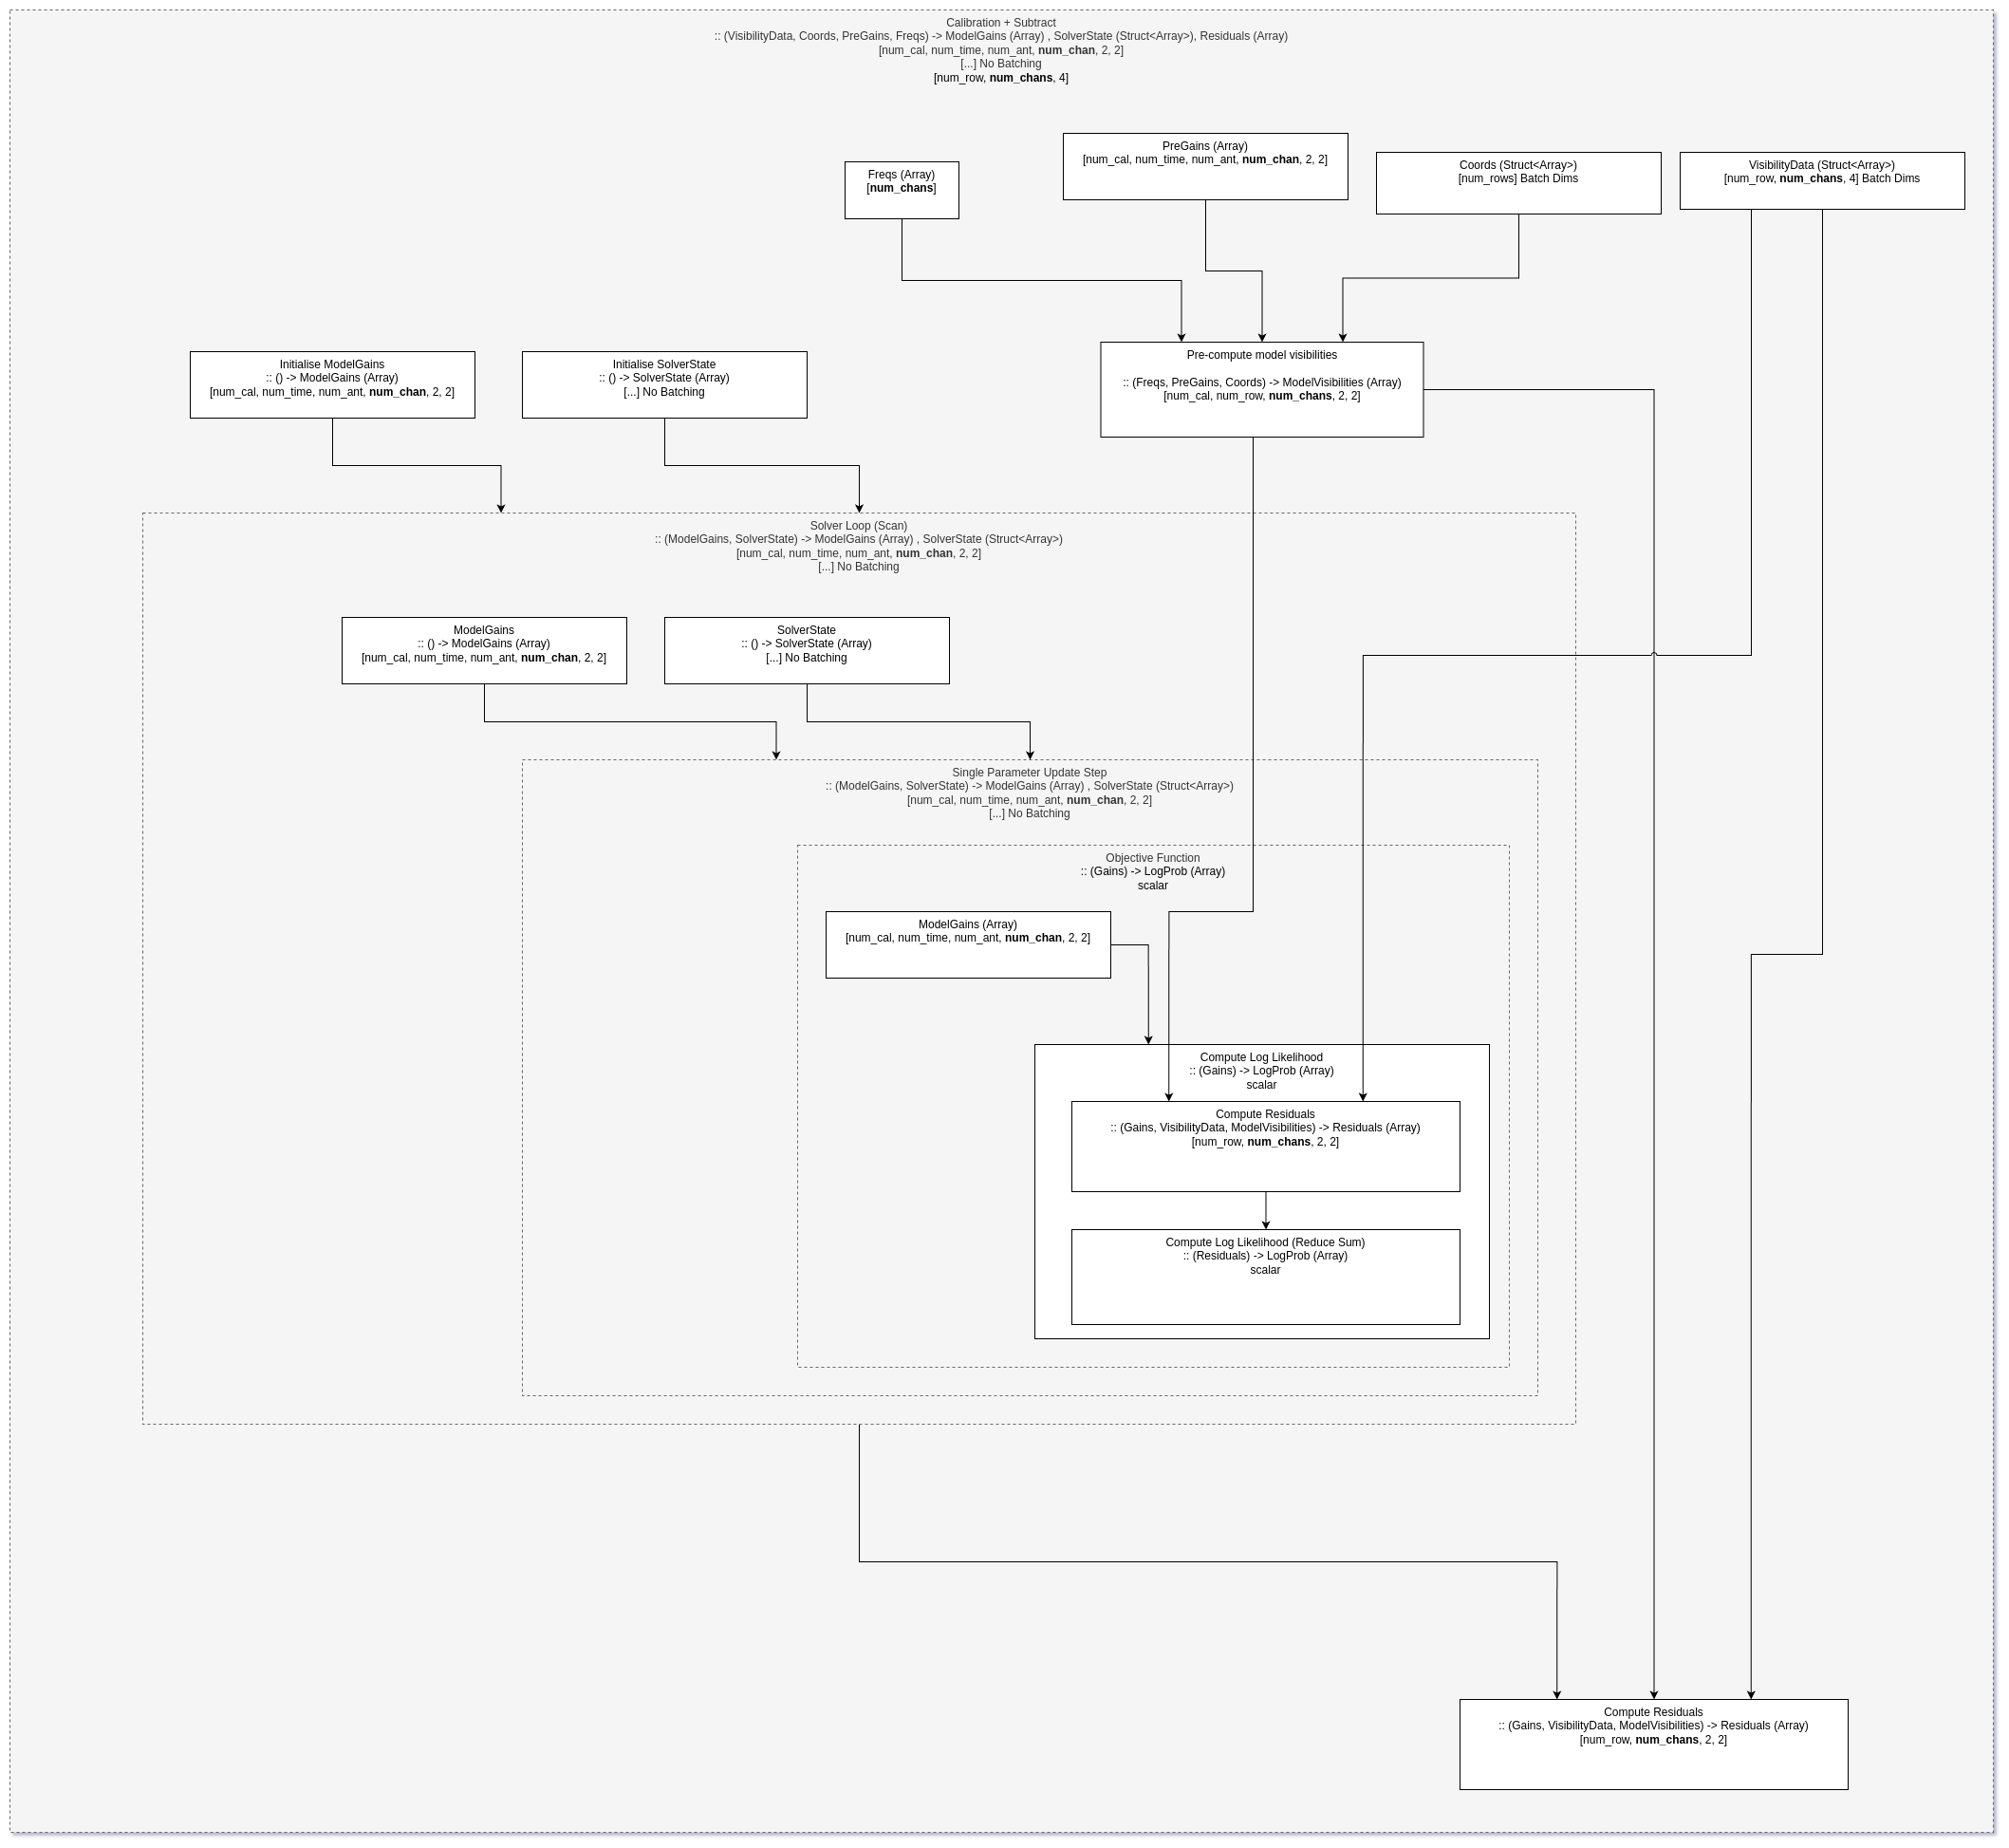 Calibration + Subtract
:: (VisibilityData, Coords, PreGains, Freqs) -> ModelGains (Array) , SolverState (Struct<Array>), Residuals (Array)
[num_cal, num_time, num_ant, num_chan, 2, 2]
[...] No Batching
[num_row, num_chans, 4]
PreGains (Array)
[num_cal, num_time, num_ant, num_chan, 2, 2]
Freqs (Array)
[num_chans]
Coords (Struct<Array>)
[num_rows] Batch Dims
VisibilityData (Struct<Array>)
[num_row, num_chans, 4] Batch Dims
Initialise ModelGains
:: () -> ModelGains (Array)
[num_cal, num_time, num_ant, num_chan, 2, 2]
Initialise SolverState
:: () -> SolverState (Array)
[...] No Batching
Pre-compute model visibilities
:: (Freqs, PreGains, Coords) -> ModelVisibilities (Array)
[num_cal, num_row, num_chans, 2, 2]
Solver Loop (Scan)
:: (ModelGains, SolverState) -> ModelGains (Array) , SolverState (Struct<Array>)
[num_cal, num_time, num_ant, num_chan, 2, 2]
[...] No Batching
ModelGains
:: () -> ModelGains (Array)
[num_cal, num_time, num_ant, num_chan, 2, 2]
SolverState
:: () -> SolverState (Array)
[...] No Batching
Single Parameter Update Step
:: (ModelGains, SolverState) -> ModelGains (Array) , SolverState (Struct<Array>)
[num_cal, num_time, num_ant, num_chan, 2, 2]
[...] No Batching
Objective Function
:: (Gains) -> LogProb (Array)
scalar
ModelGains (Array)
[num_cal, num_time, num_ant, num_chan, 2, 2]
Compute Log Likelihood
:: (Gains) -> LogProb (Array)
scalar
Compute Residuals
:: (Gains, VisibilityData, ModelVisibilities) -> Residuals (Array)
[num_row, num_chans, 2, 2]
Compute Log Likelihood (Reduce Sum)
:: (Residuals) -> LogProb (Array)
scalar
Compute Residuals
:: (Gains, VisibilityData, ModelVisibilities) -> Residuals (Array)
[num_row, num_chans, 2, 2]